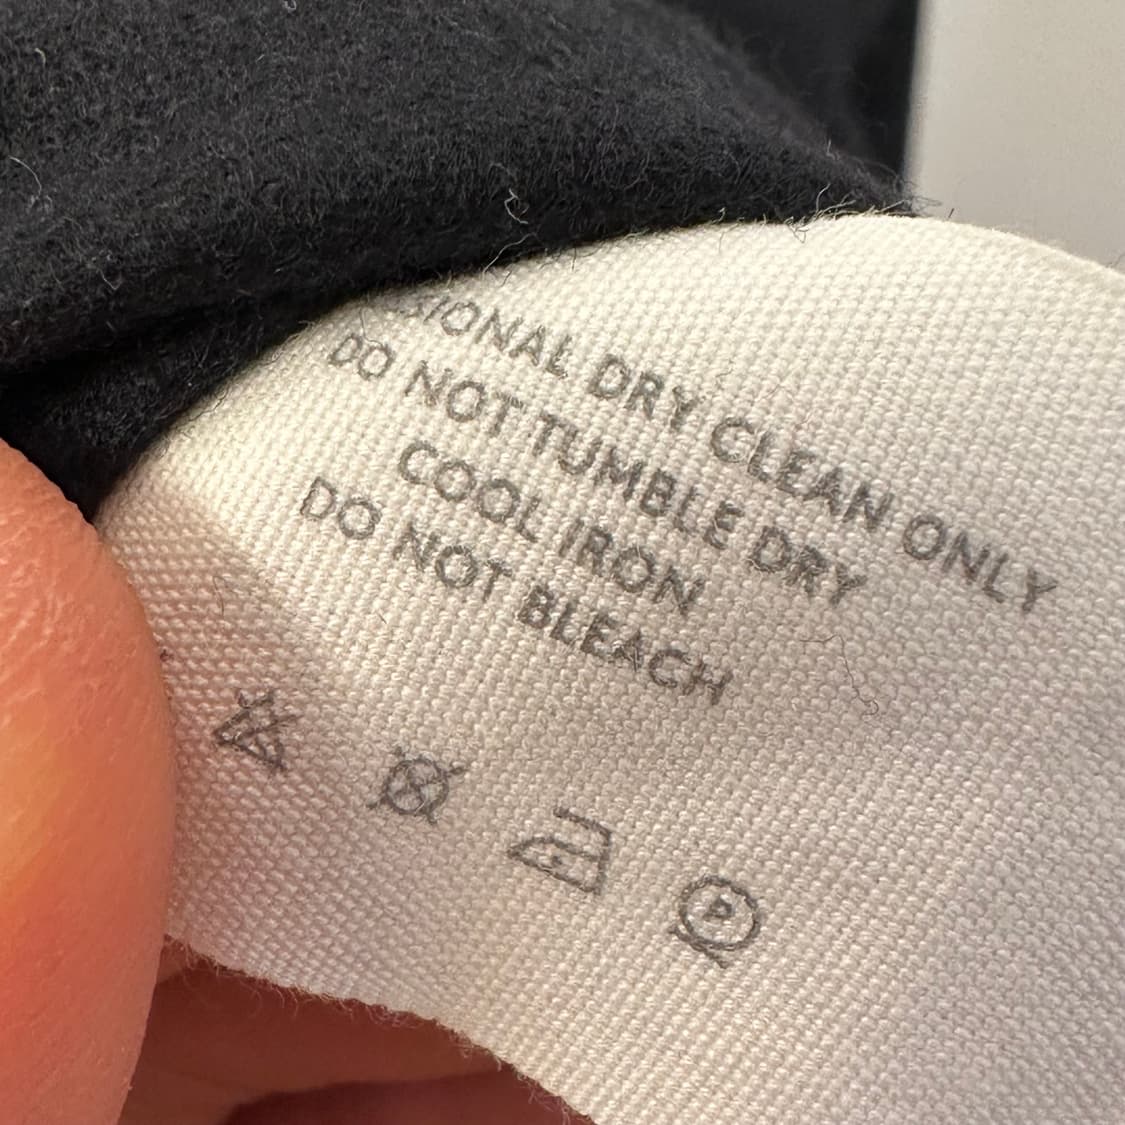 SIONAL DRY CLEAN ONLY
DO NOT TUMBLE DRY
COOL IRON
DO NOT BLEACH
P